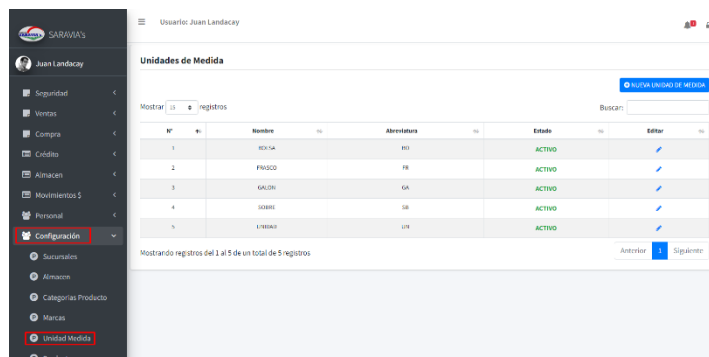 SARAVIA's
Usuario: Juan Landacay
Juan Landacay
Seguridad
Ventas
Compra
Crédito
Almacen
Movimientos $
Personal
Configuración
Sucursales
Almacen
Categorias Producto
Marcas
Unidad Medida
Unidades de Medida
NUEVA UNIDAD DE MEDIDA
Mostrar 15 registros
Buscar:
N° Nombre Abreviatura Estado Editar
1 BOLSA BO ACTIVO
2 FRASCO FR ACTIVO
3 GALON GA ACTIVO
4 SOBRE SB ACTIVO
5 UNIDAD UN ACTIVO
Mostrando registros del 1 al 5 de un total de 5 registros
Anterior 1 Siguiente